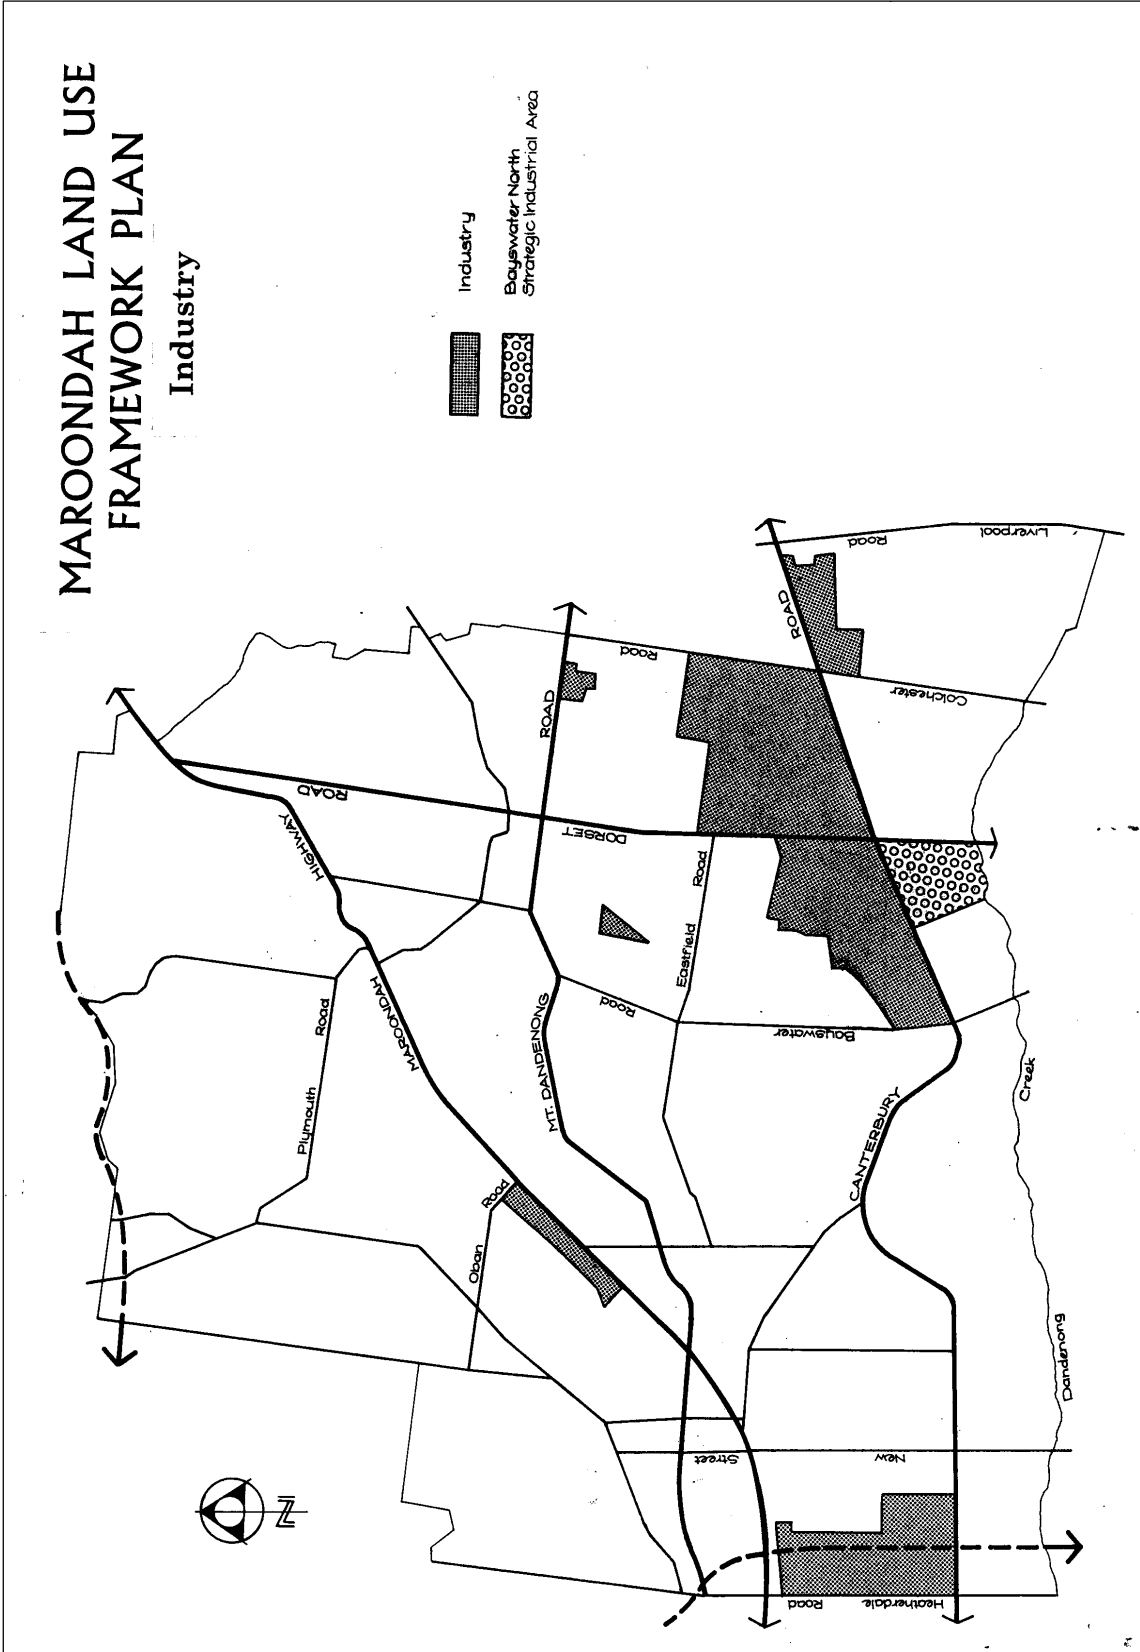 MAROONDAH LAND USE
FRAMEWORK PLAN
Industry
Industry
Bayswater North
Strategic Industrial Area
HIGHWAY
MAROONDAH
ROAD
DORSET
ROAD
MT. DANDENONG
Plymouth
Road
Oban
Road
Eastfield
Road
Road
Bayswater
Road
Colchester
ROAD
CANTERBURY
Road
Liverpool
Creek
Dandenong
Street
New
Road
Heatherdale
N